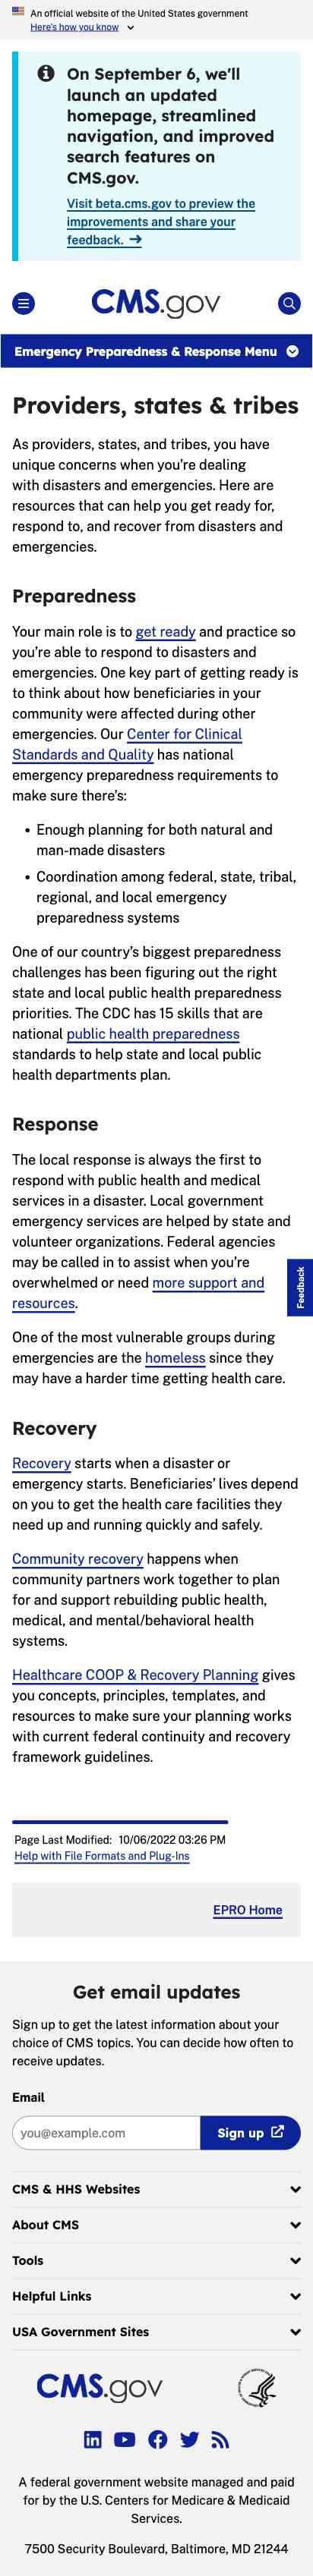 An official website of the United States government
Here's how you know
On September 6, we'll
launch an updated
homepage, streamlined
navigation, and improved
search features on
CMS.gov.
Visit beta.cms.gov to preview the
improvements and share your
feedback.
CMS.gov
Emergency Preparedness & Response Menu
Providers, states & tribes
As providers, states, and tribes, you have
unique concerns when you're dealing
with disasters and emergencies. Here are
resources that can help you get ready for,
respond to, and recover from disasters and
emergencies.
Preparedness
Your main role is to get ready and practice so
you're able to respond to disasters and
emergencies. One key part of getting ready is
to think about how beneficiaries in your
community were affected during other
emergencies. Our Center for Clinical
Standards and Quality has national
emergency preparedness requirements to
make sure there's:
• Enough planning for both natural and
man-made disasters
• Coordination among federal, state, tribal,
regional, and local emergency
preparedness systems
One of our country's biggest preparedness
challenges has been figuring out the right
state and local public health preparedness
priorities. The CDC has 15 skills that are
national public health preparedness
standards to help state and local public
health departments plan.
Response
The local response is always the first to
respond with public health and medical
services in a disaster. Local government
emergency services are helped by state and
volunteer organizations. Federal agencies
may be called in to assist when you're
overwhelmed or need more support and
resources.
Feedback
One of the most vulnerable groups during
emergencies are the homeless since they
may have a harder time getting health care.
Recovery
Recovery starts when a disaster or
emergency starts. Beneficiaries' lives depend
on you to get the health care facilities they
need up and running quickly and safely.
Community recovery happens when
community partners work together to plan
for and support rebuilding public health,
medical, and mental/behavioral health
systems.
Healthcare COOP & Recovery Planning gives
you concepts, principles, templates, and
resources to make sure your planning works
with current federal continuity and recovery
framework guidelines.
Page Last Modified: 10/06/2022 03:26 PM
Help with File Formats and Plug-Ins
EPRO Home
Get email updates
Sign up to get the latest information about your
choice of CMS topics. You can decide how often to
receive updates.
Email
you@example.com
Sign up
CMS & HHS Websites
About CMS
Tools
Helpful Links
USA Government Sites
CMS.gov
A federal government website managed and paid
for by the U.S. Centers for Medicare & Medicaid
Services.
7500 Security Boulevard, Baltimore, MD 21244